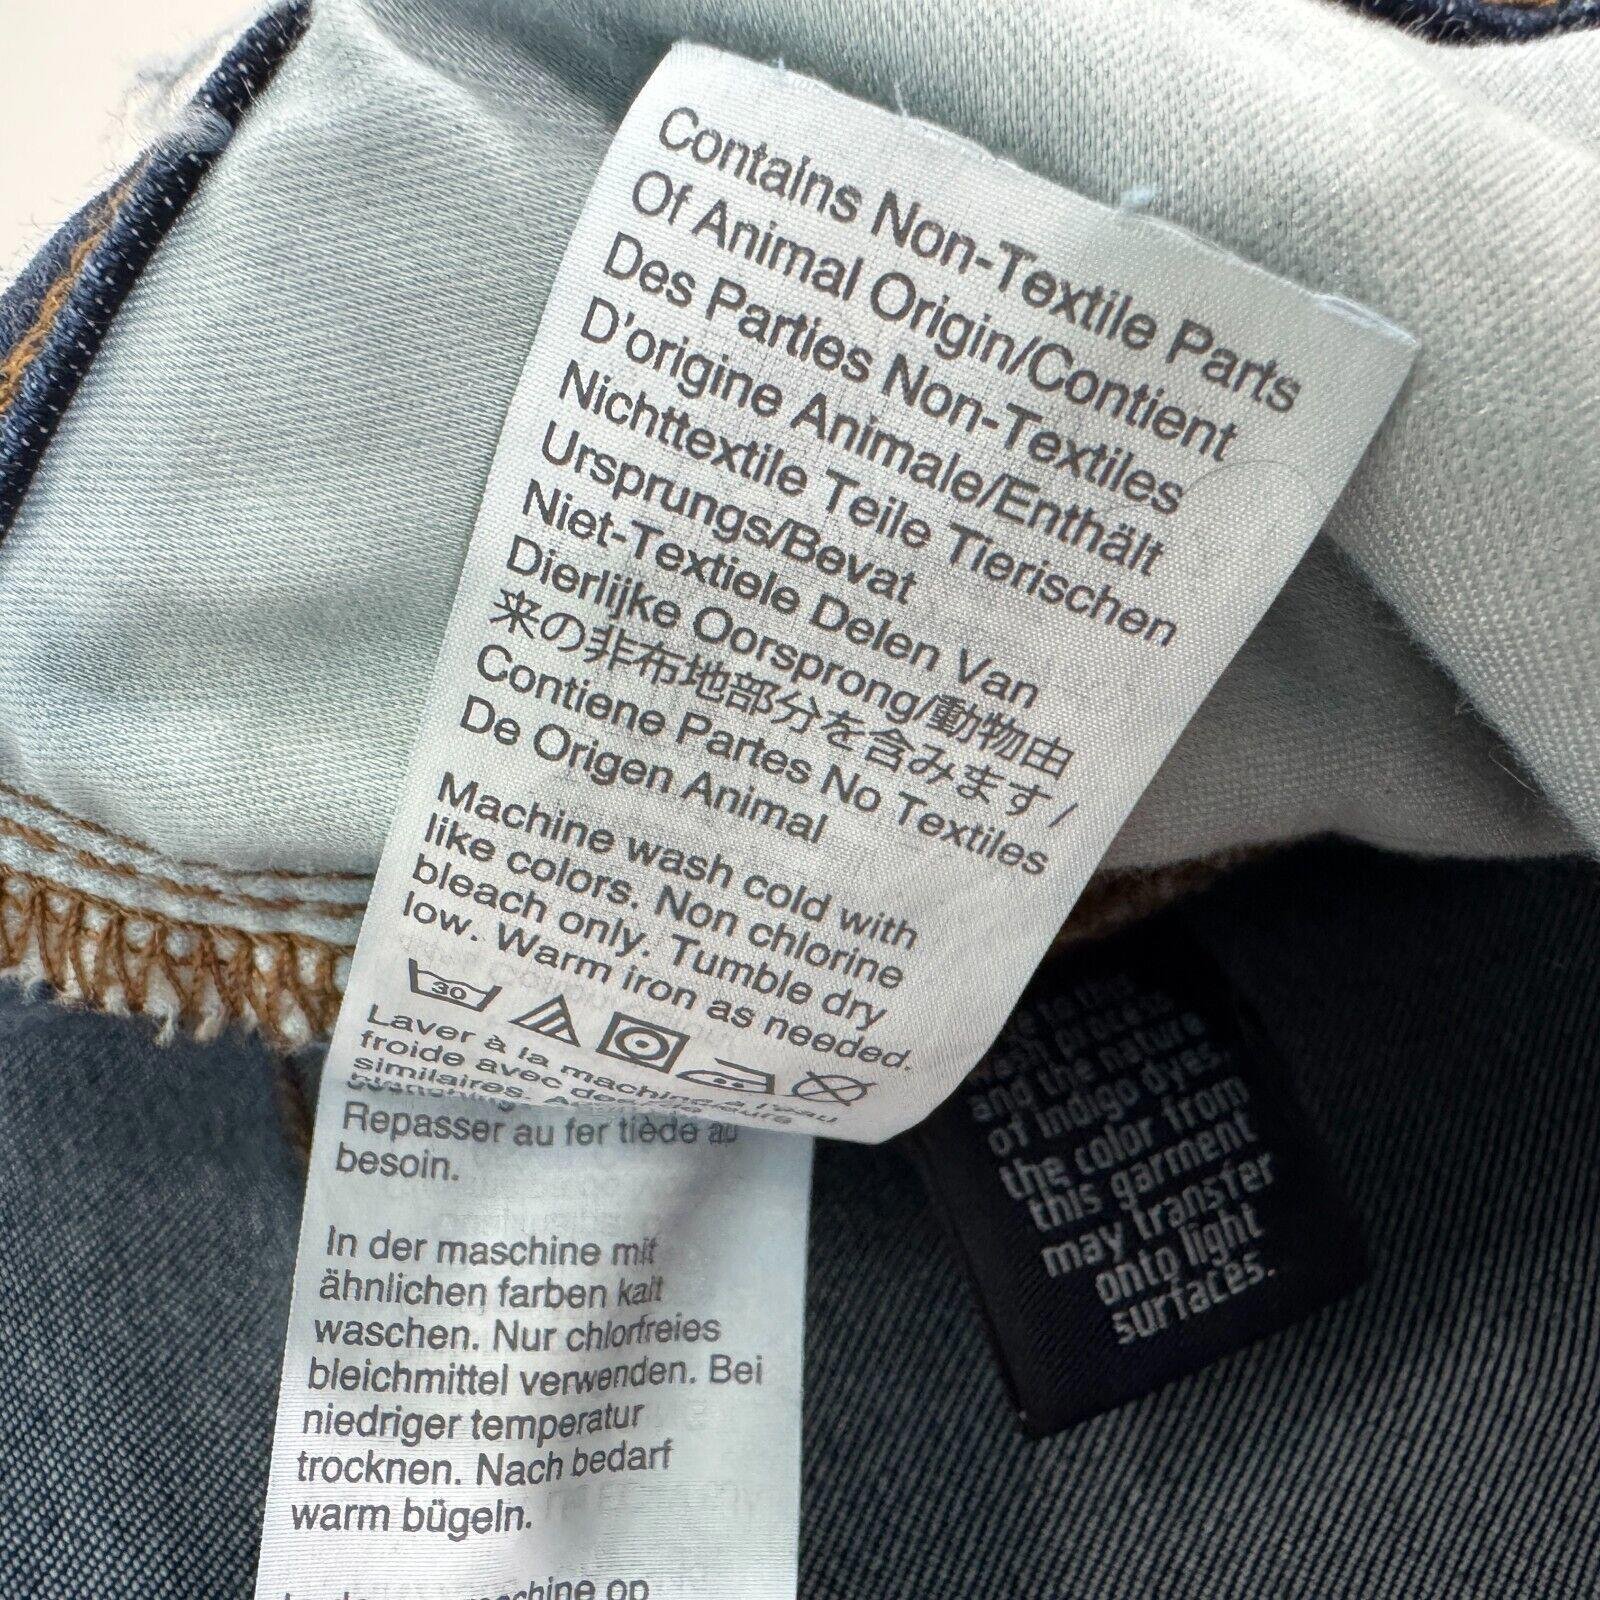 Contains Non-Textile Parts
Of Animal Origin/Contient
Des Parties Non-Textiles
D'origine Animale/Enthält
Nichttextile Teile Tierischen
Ursprungs/Bevat
Niet-Textiele Delen Van
Dierlijke Oorsprong/動物由
来の非布地部分を含みます/
Contiene Partes No Textiles
De Origen Animal
Machine wash cold with
like colors. Non chlorine
bleach only. Tumble dry
low. Warm iron as needed.
30
Laver à la machine à l'eau
froide avec des
similaires.
Repasser au fer tiède au
besoin.
In der maschine mit
ähnlichen farben kalt
waschen. Nur chlorfreies
bleichmittel verwenden. Bei
niedriger temperatur
trocknen. Nach bedarf
warm bügeln.
op
wash process
and the nature
of indigo dyes,
the color from
this garment
may transfer
onto light
surfaces.